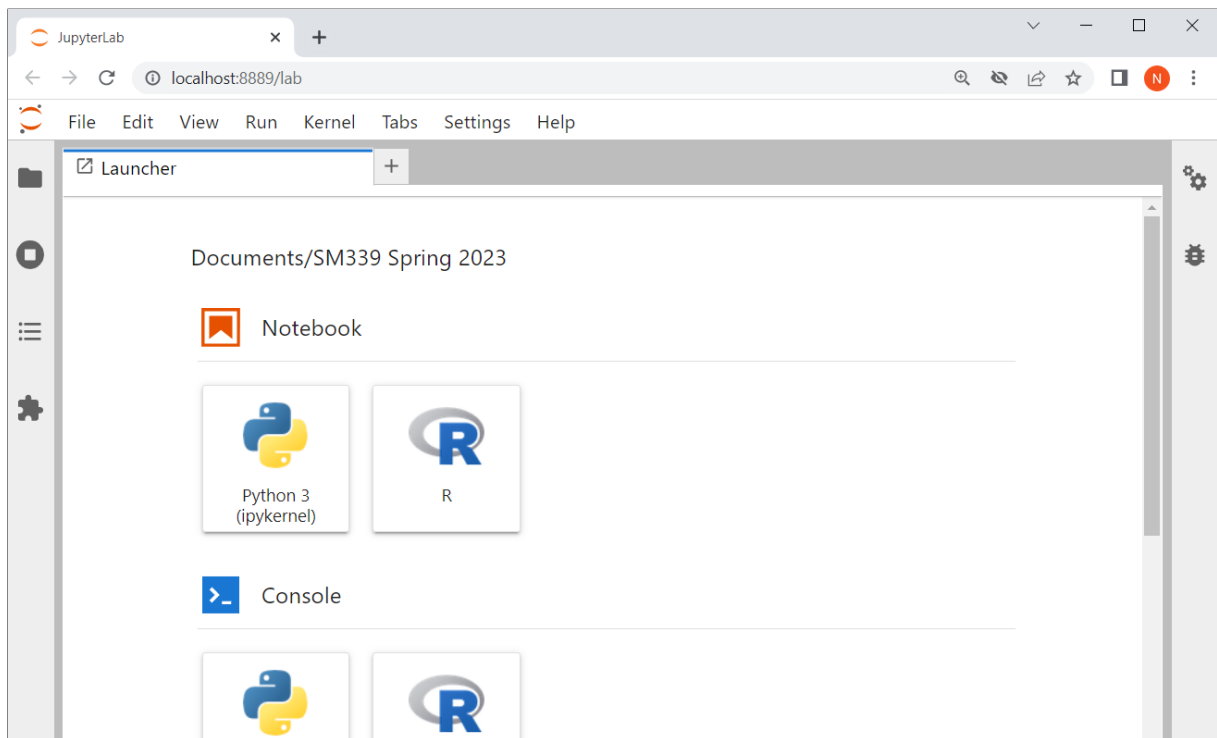 JupyterLab
localhost:8889/lab
N
File Edit View Run Kernel Tabs Settings Help
Launcher
Documents/SM339 Spring 2023
Notebook
Python 3
(ipykernel)
R
R
Console
R